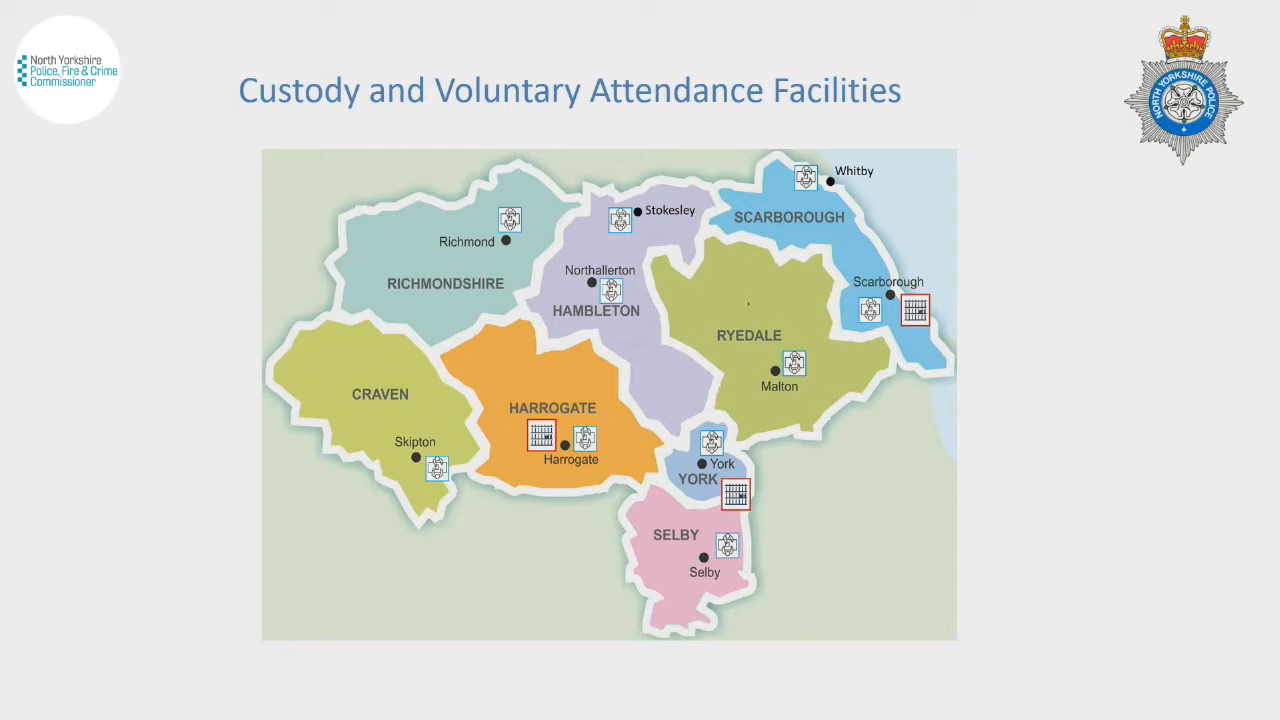 North Yorkshire
Police, Fire & Crime
Commissioner
Custody and Voluntary Attendance Facilities
NORTH YORKSHIRE POLICE
Whitby
Stokesley
SCARBOROUGH
Richmond
Northallerton
RICHMONDSHIRE
Scarborough
HAMBLETON
RYEDALE
Malton
CRAVEN
HARROGATE
Skipton
Harrogate
York
YORK
SELBY
Selby